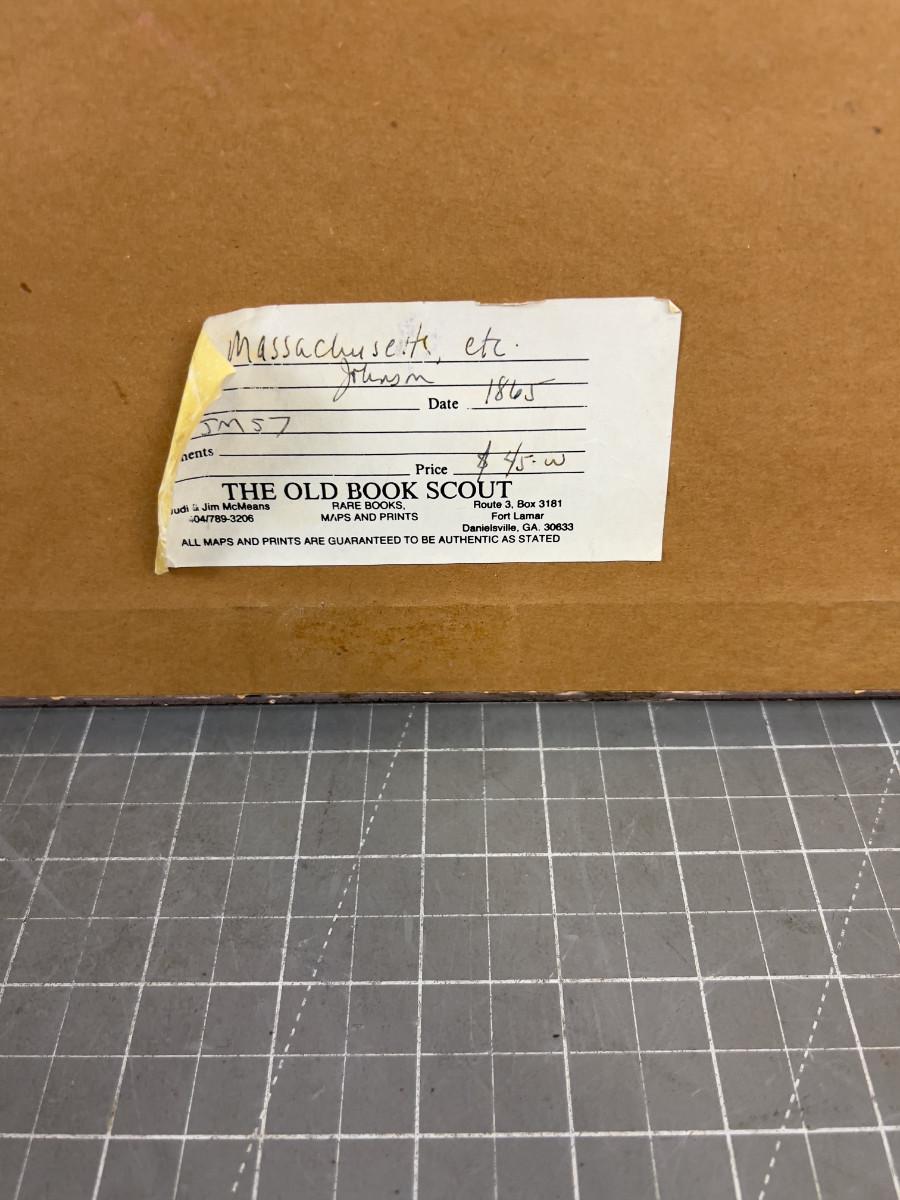 Massachusetts, etc.
Johnson
Date 1865
JM57
ments
Price $45.00
THE OLD BOOK SCOUT
udi & Jim McMeans RARE BOOKS, Route 3, Box 3181
404/789-3206 MAPS AND PRINTS Fort Lamar
Danielsville, GA. 30633
ALL MAPS AND PRINTS ARE GUARANTEED TO BE AUTHENTIC AS STATED